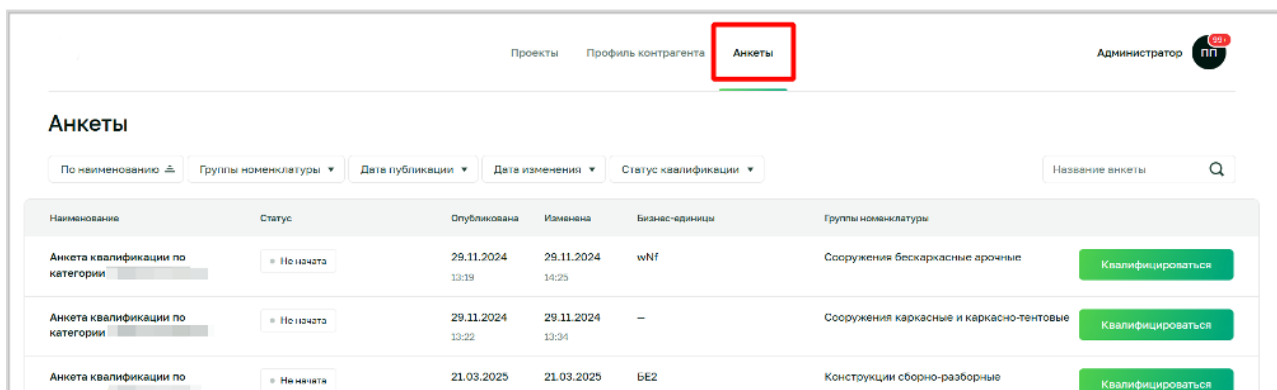 Проекты Профиль контрагента Анкеты Администратор ПП 99+
Анкеты
По наименованию Группы номенклатуры Дата публикации Дата изменения Статус квалификации Название анкеты
Наименование Статус Опубликована Изменена Бизнес-единицы Группы номенклатуры
Анкета квалификации по Не начата 29.11.2024 29.11.2024 wNf Сооружения бескаркасные арочные Квалифицироваться
категории 13:19 14:25
Анкета квалификации по Не начата 29.11.2024 29.11.2024 — Сооружения каркасные и каркасно-тентовые Квалифицироваться
категории 13:22 13:34
Анкета квалификации по Не начата 21.03.2025 21.03.2025 БЕ2 Конструкции сборно-разборные Квалифицироваться